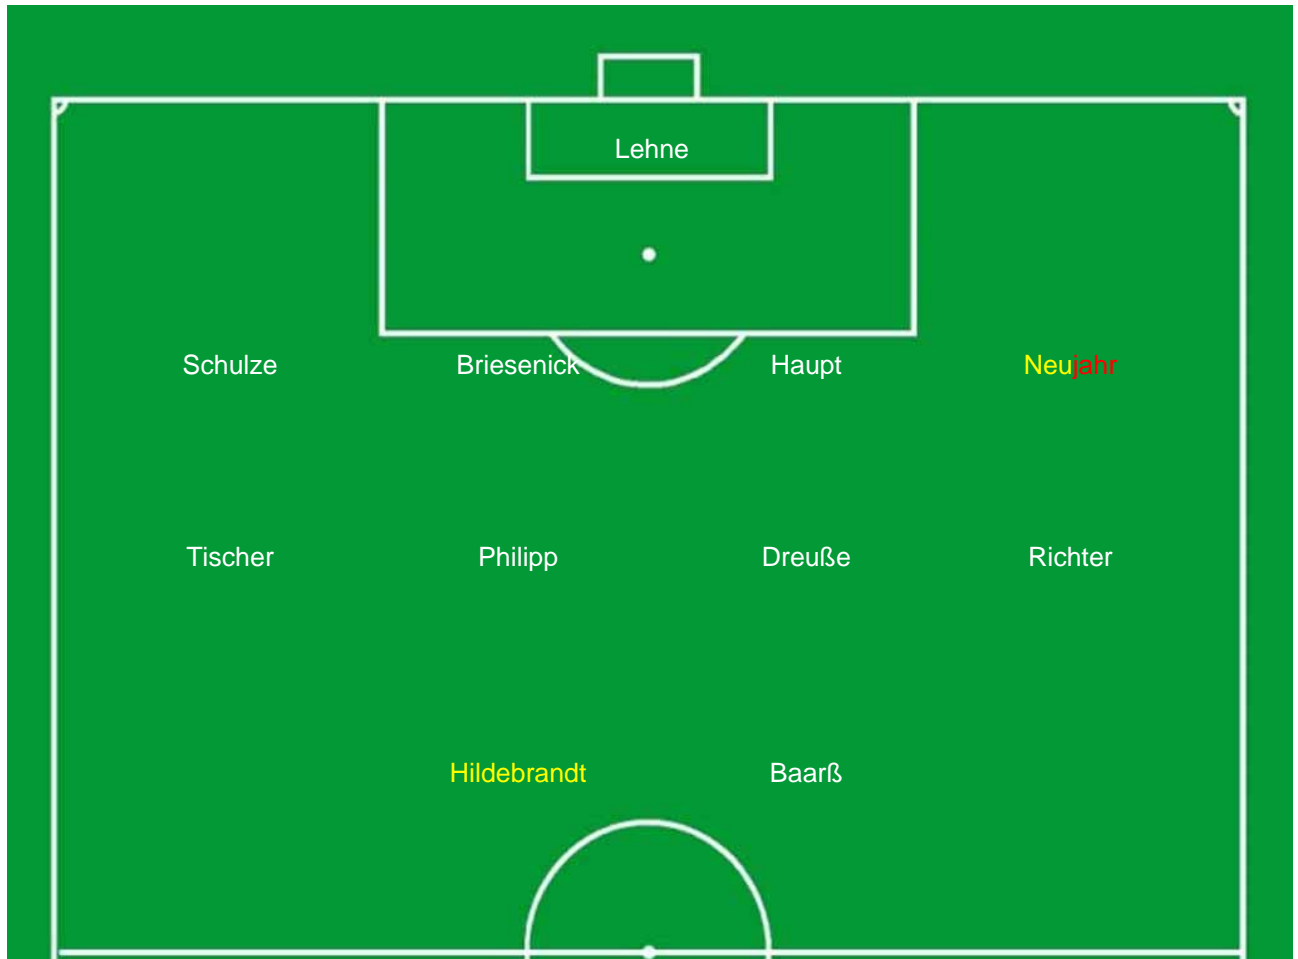 Lehne
Schulze Briesenick Haupt Neujahr
Tischer Philipp Dreuße Richter
Hildebrandt Baarß